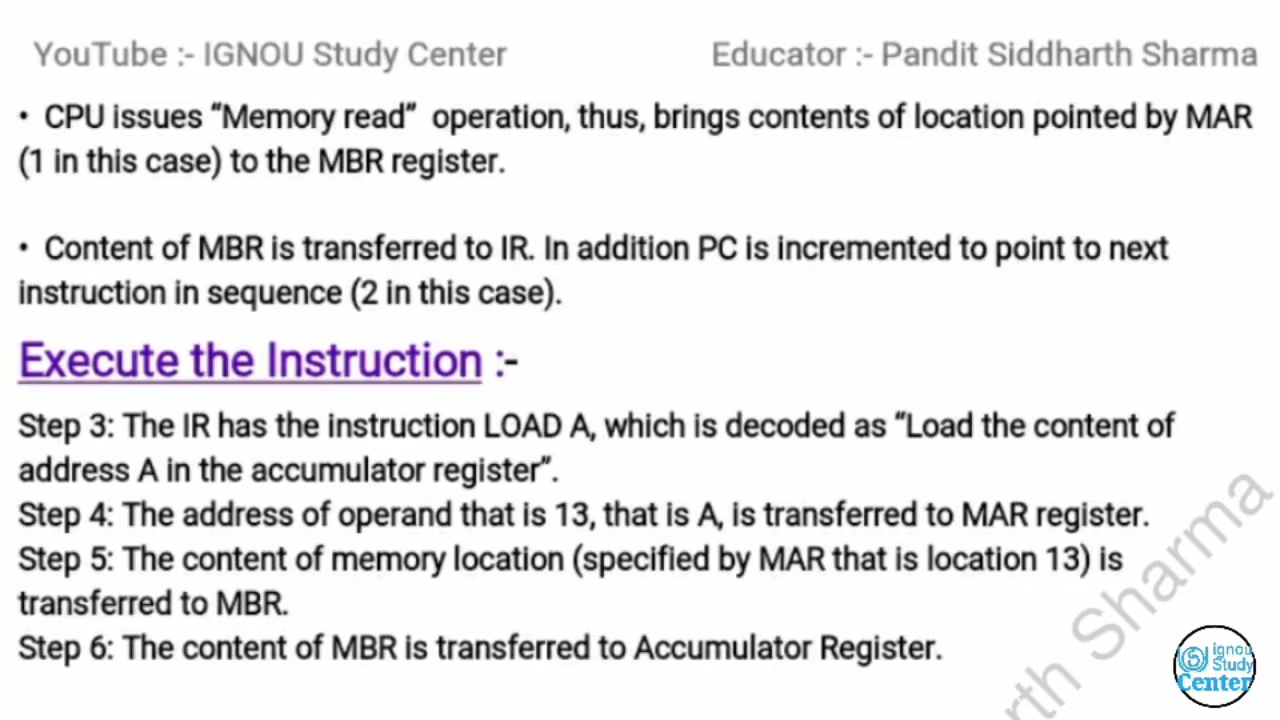 YouTube :- IGNOU Study Center Educator :- Pandit Siddharth Sharma
• CPU issues “Memory read” operation, thus, brings contents of location pointed by MAR
(1 in this case) to the MBR register.
• Content of MBR is transferred to IR. In addition PC is incremented to point to next
instruction in sequence (2 in this case).
Execute the Instruction :-
Step 3: The IR has the instruction LOAD A, which is decoded as “Load the content of
address A in the accumulator register”.
Step 4: The address of operand that is 13, that is A, is transferred to MAR register.
Step 5: The content of memory location (specified by MAR that is location 13) is
transferred to MBR.
Step 6: The content of MBR is transferred to Accumulator Register.
rth Sharma
ignou
Study
Center